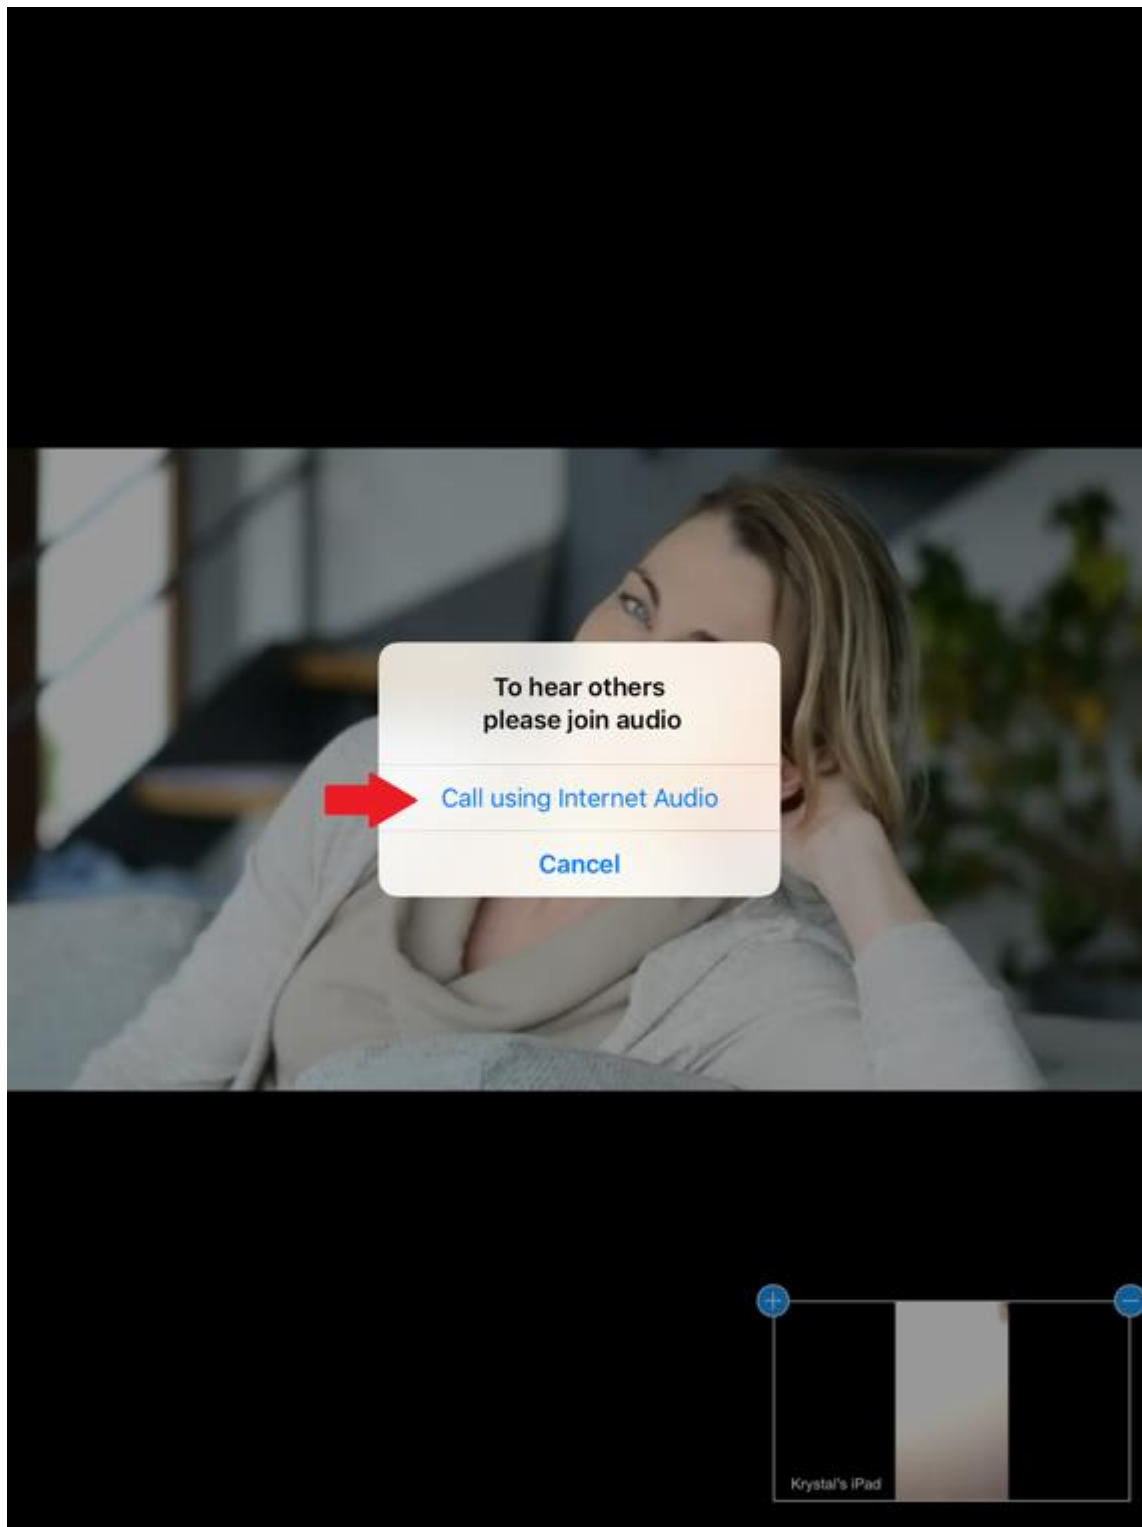 To hear others
please join audio
Call using Internet Audio
Cancel
Krystal's iPad